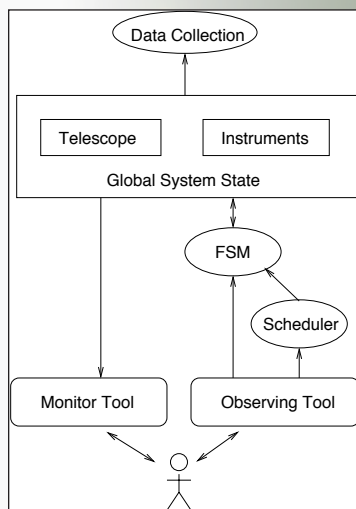 Data Collection
Telescope
Instruments
Global System State
FSM
Scheduler
Monitor Tool
Observing Tool